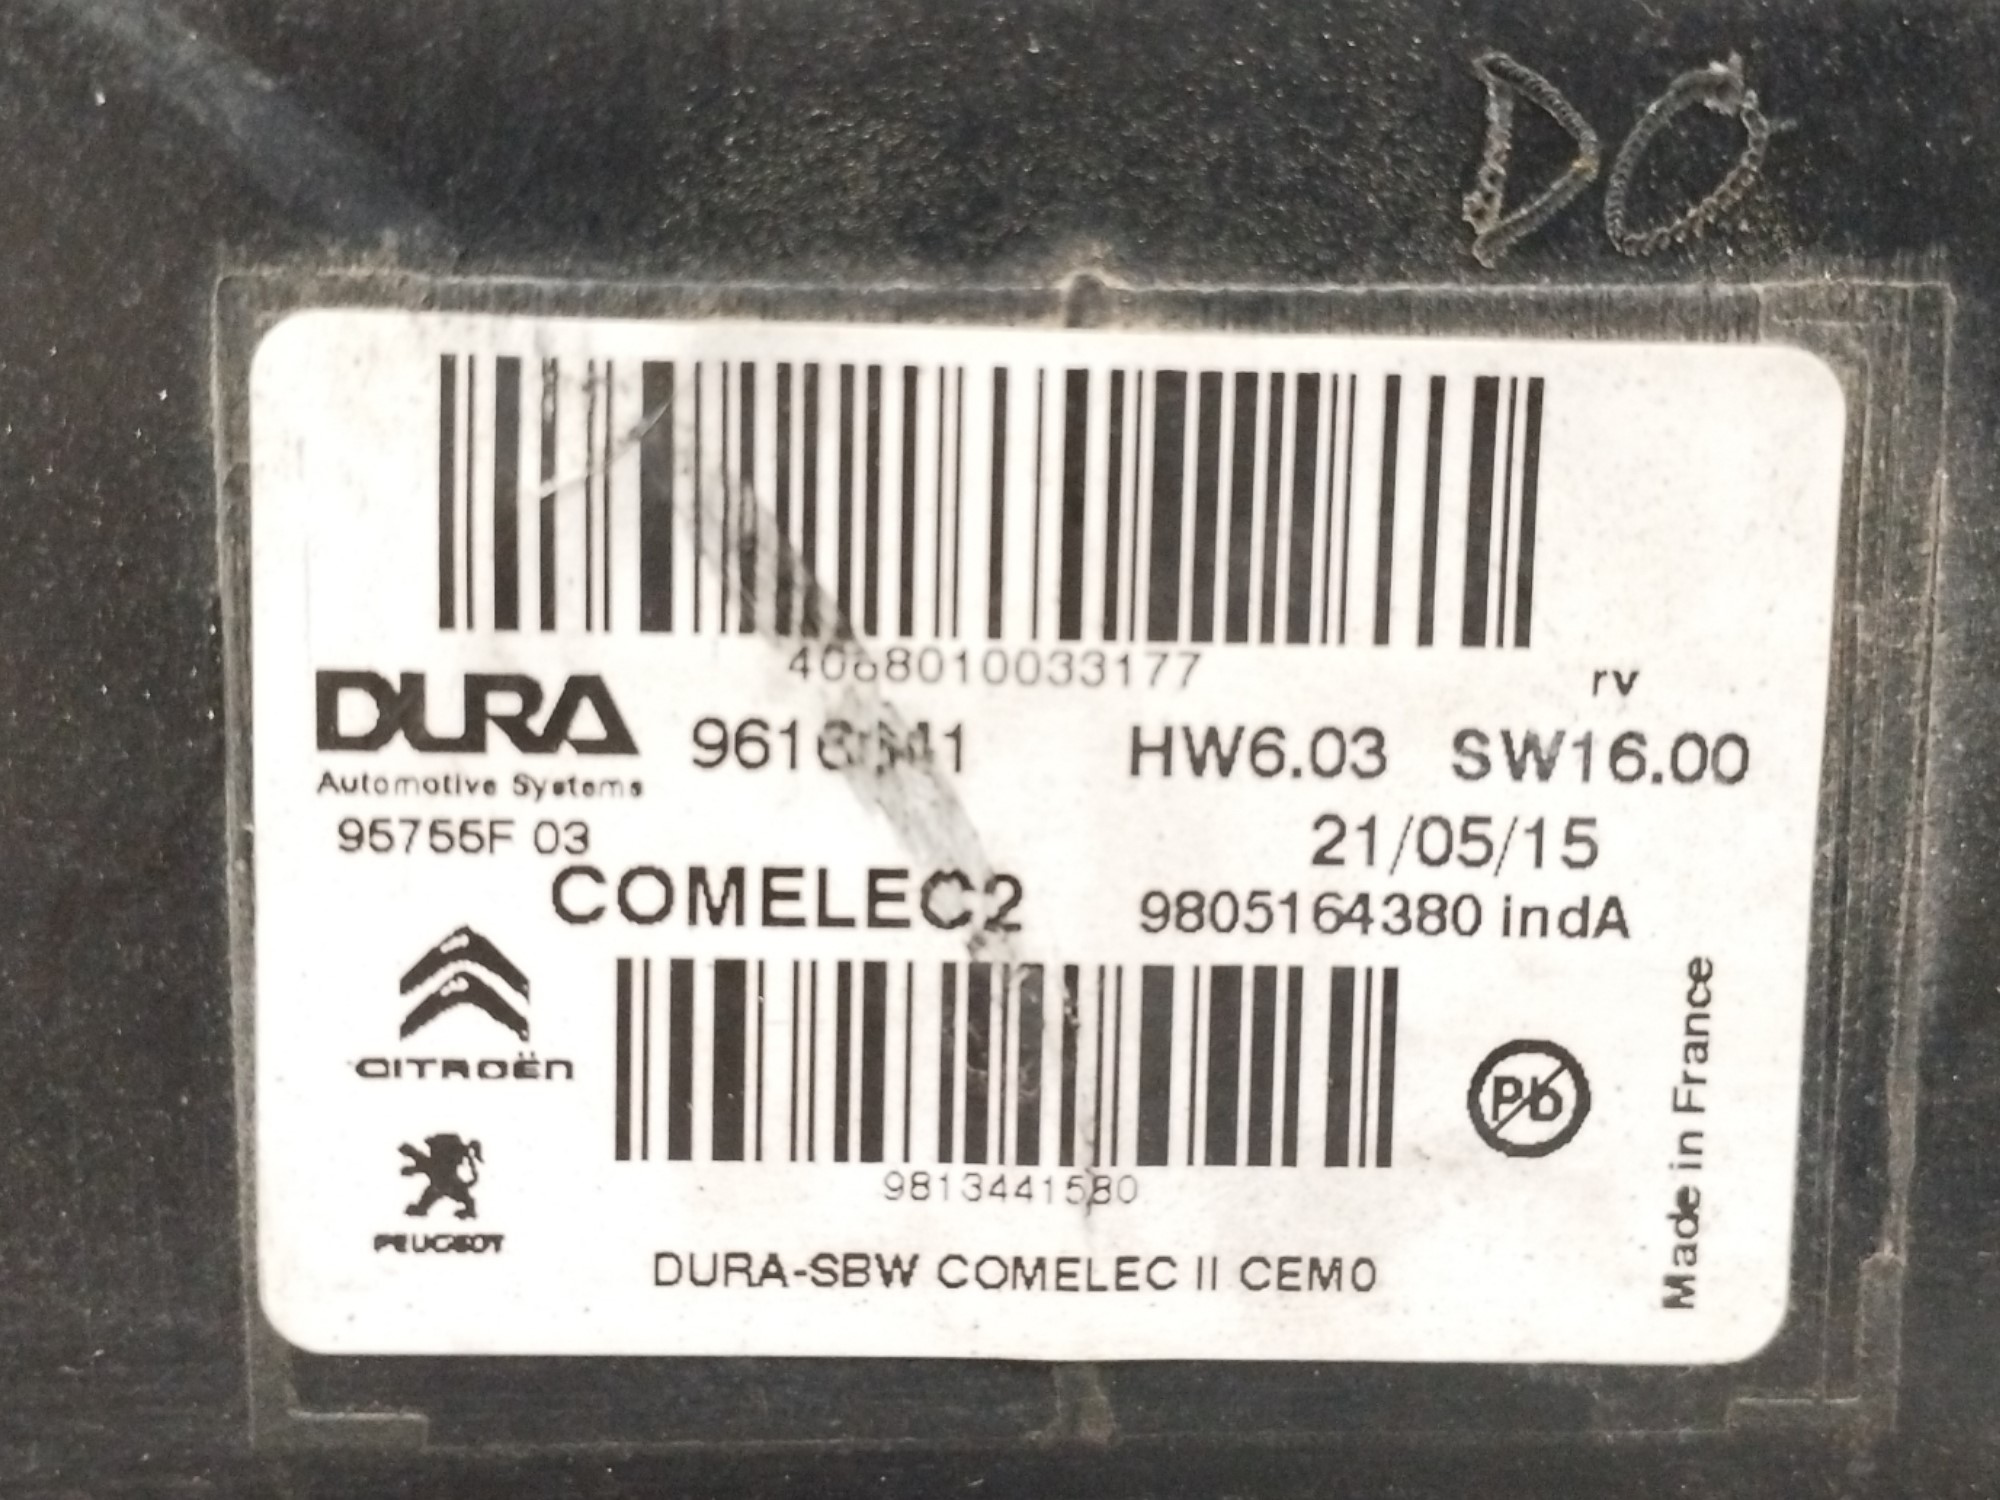 DO
4068010033177
rv
DURA
HW6.03 SW16.00
Automotive Systems
21/05/15
95755F 03
COMELEC2
9805164380 indA
CITROËN
Pb
Made in France
9813441580
PEUGEOT
DURA-SBW COMELEC II CEM0